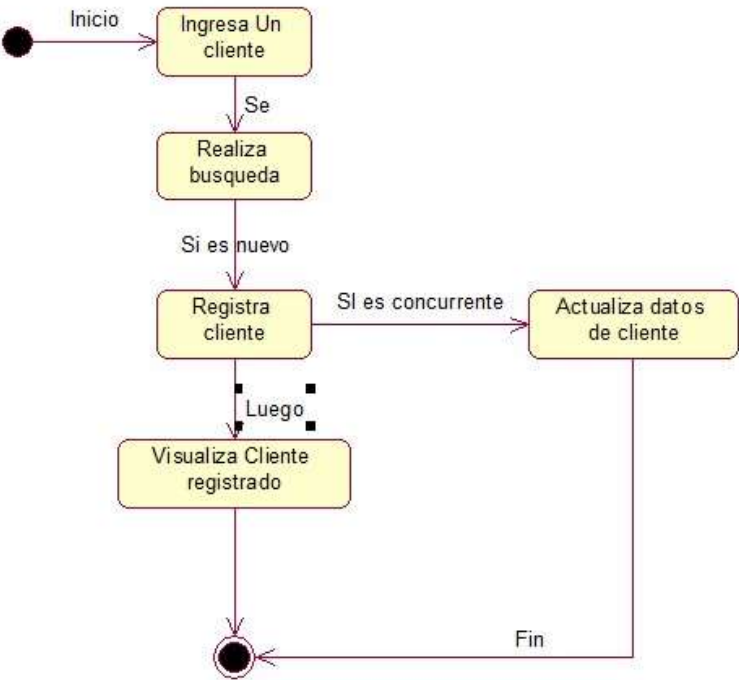 Inicio
Ingresa Un
cliente
Se
Realiza
busqueda
Si es nuevo
Registra
cliente
SI es concurrente
Actualiza datos
de cliente
Luego
Visualiza Cliente
registrado
Fin